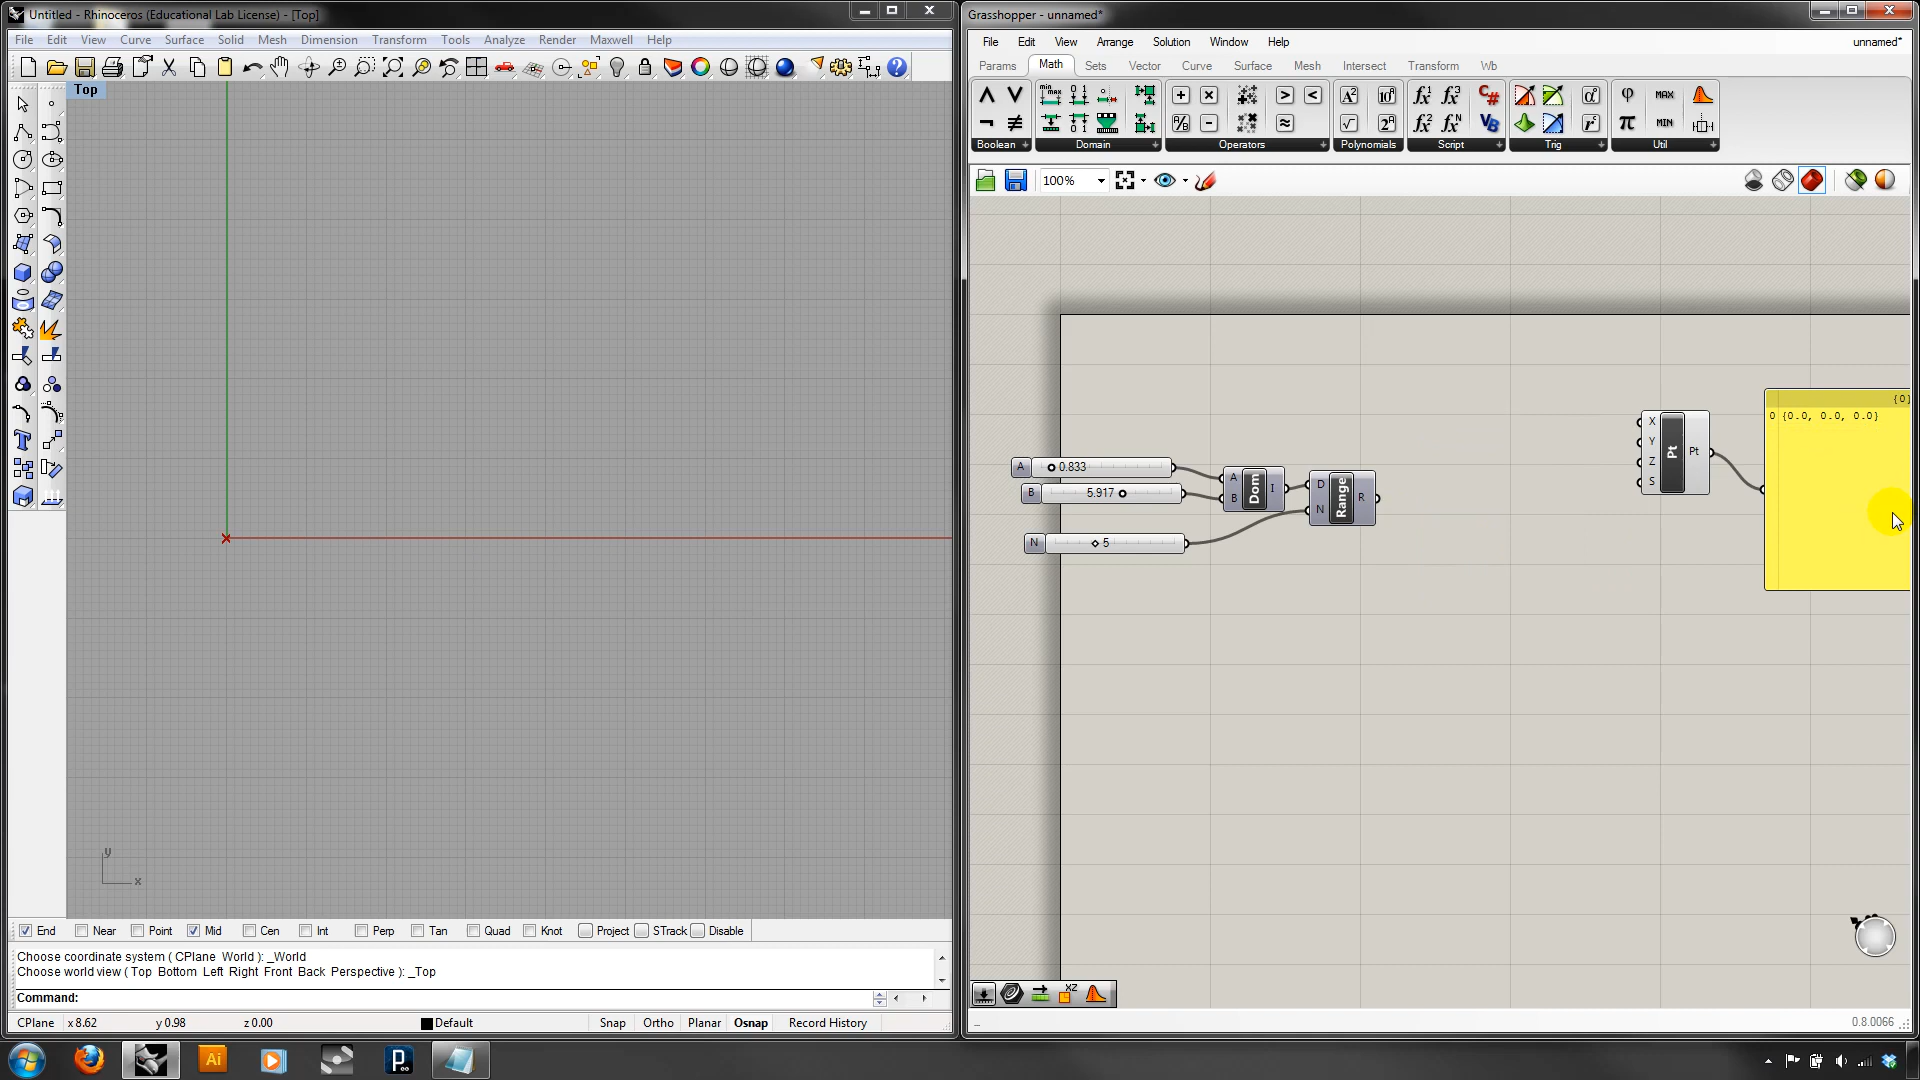 Untitled - Rhinoceros (Educational Lab License) - [Top]
File Edit View Curve Surface Solid Mesh Dimension Transform Tools Analyze Render Maxwell Help
Top
y
x
End Near Point Mid Cen Int Perp Tan Quad Knot Project STrack Disable
Choose coordinate system ( CPlane World ): _World
Choose world view ( Top Bottom Left Right Front Back Perspective ): _Top
Command:
CPlane x 8.62 y 0.98 z 0.00 Default Snap Ortho Planar Osnap Record History
Grasshopper - unnamed*
File Edit View Arrange Solution Window Help unnamed*
Params Math Sets Vector Curve Surface Mesh Intersect Transform Wb
Boolean Domain Operators Polynomials Script Trig Util
100%
{0}
0 {0.0, 0.0, 0.0}
X
Y
Z
S
Pt
Pt
A 0.833
B 5.917
N 5
A
B
Dom
I
D
N
Range
R
XZ
0.8.0066
Ai
P